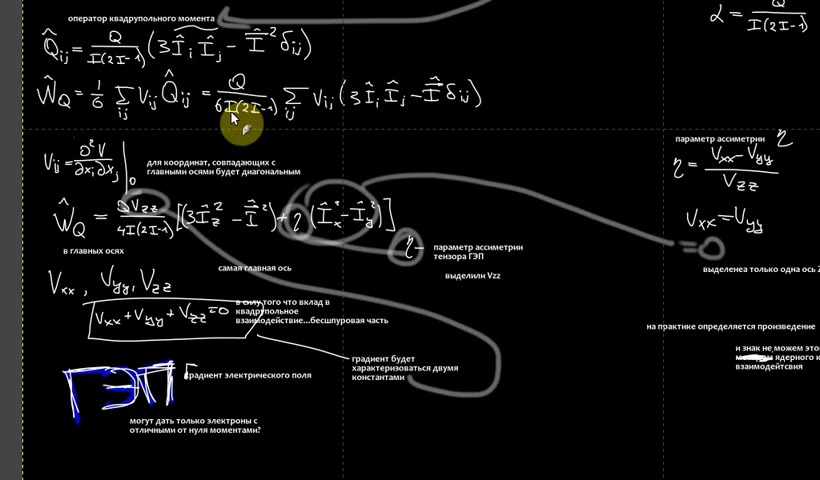 оператор квадрупольного момента
Q̂ij = Q / I(2I-1) (3Îi Îj - Î² δij)
α = Q / I(2I-1)
ŴQ = 1/6 Σij Vij Q̂ij = Q / 6I(2I-1) Σij Vij (3Îi Îj - Î δij)
Vij = ∂²V / ∂xi ∂xj |0
для координат, совпадающих с
главными осями будет диагональным
параметр ассиметрии η
η = Vxx - Vyy / Vzz
ŴQ = Vzz / 4I(2I-1) [(3Îz² - Î²) + η (Îx² - Îy²)]
Vxx = Vyy
= 0
в главных осях
η - параметр ассиметрии
тензора ГЭП
самая главная ось
выделили Vzz
выделенеа только одна ось
Vxx, Vyy, Vzz
Vxx + Vyy + Vzz = 0
в силу того что вклад в
квадрупольное
взаимодействие...бесшпуровая часть
на практике определяется произведение
градиент будет
характеризоваться двумя
константами
и знак не можем
ядерного
взаимодейтсвия
ГЭП
градиент электрического поля
могут дать только электроны с
отличными от нуля моментами?